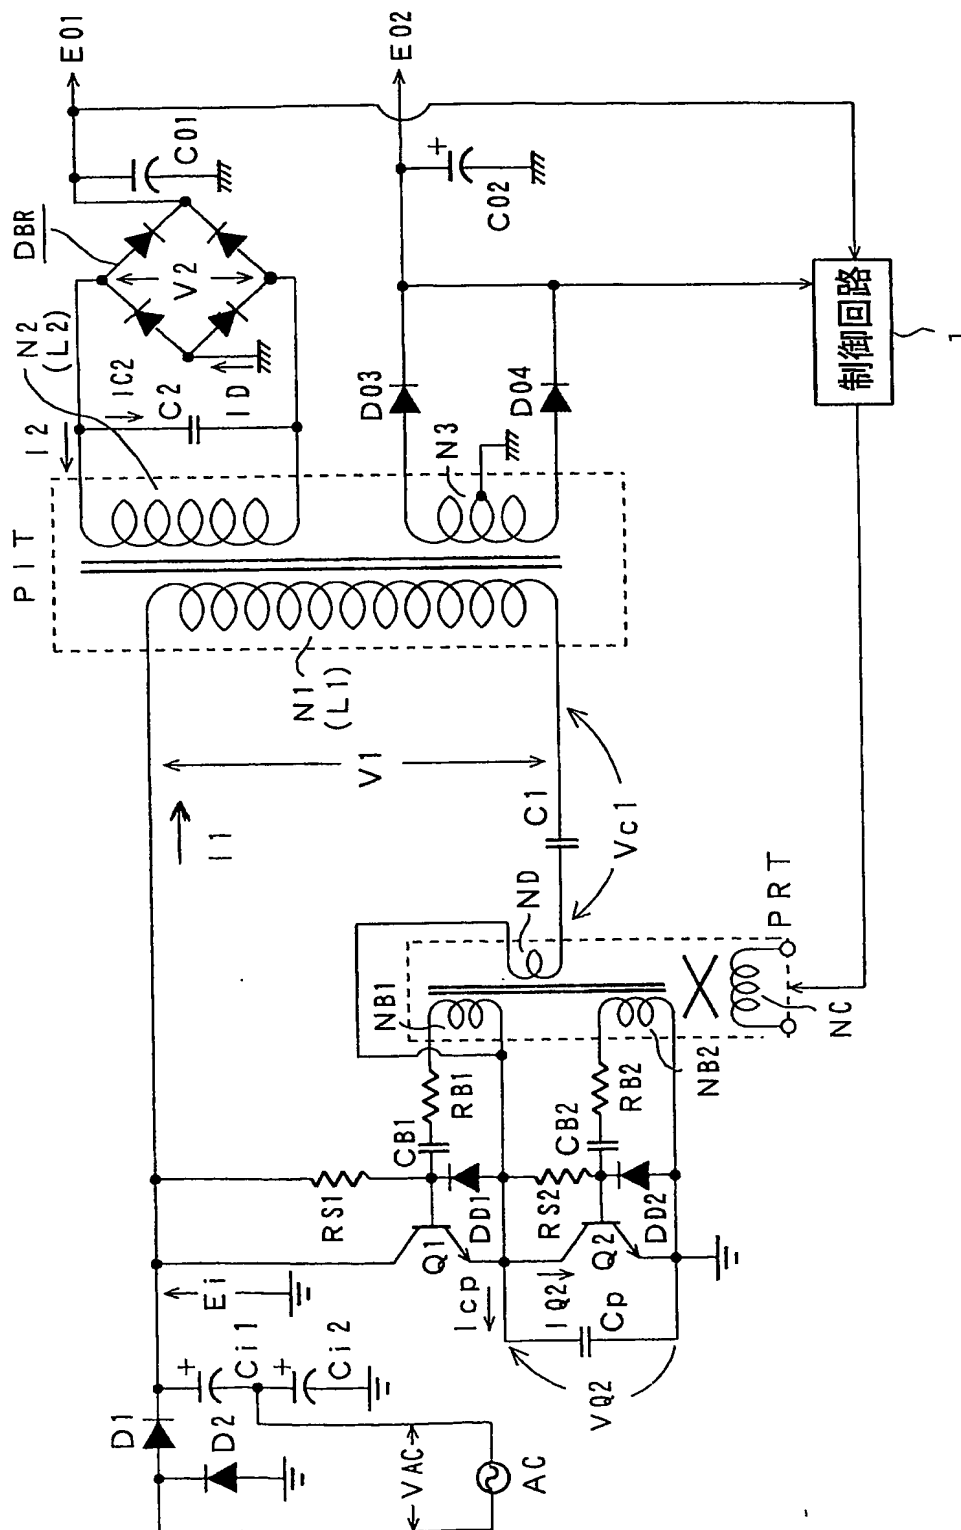 E01
E02
C01
C02
DBR
V2
N2
(L2)
I2
IC2
C2
ID
D03
D04
N3
制御回路
1
PIT
N1
(L1)
V1
I1
C1
Vc1
ND
PRT
NC
NB1
NB2
RB1
RB2
CB1
CB2
RS1
RS2
DD1
DD2
Q1
Q2
Icp
IQ2
Cp
VQ2
Ei
Ci1
Ci2
D1
D2
VAC
AC
+
+
+